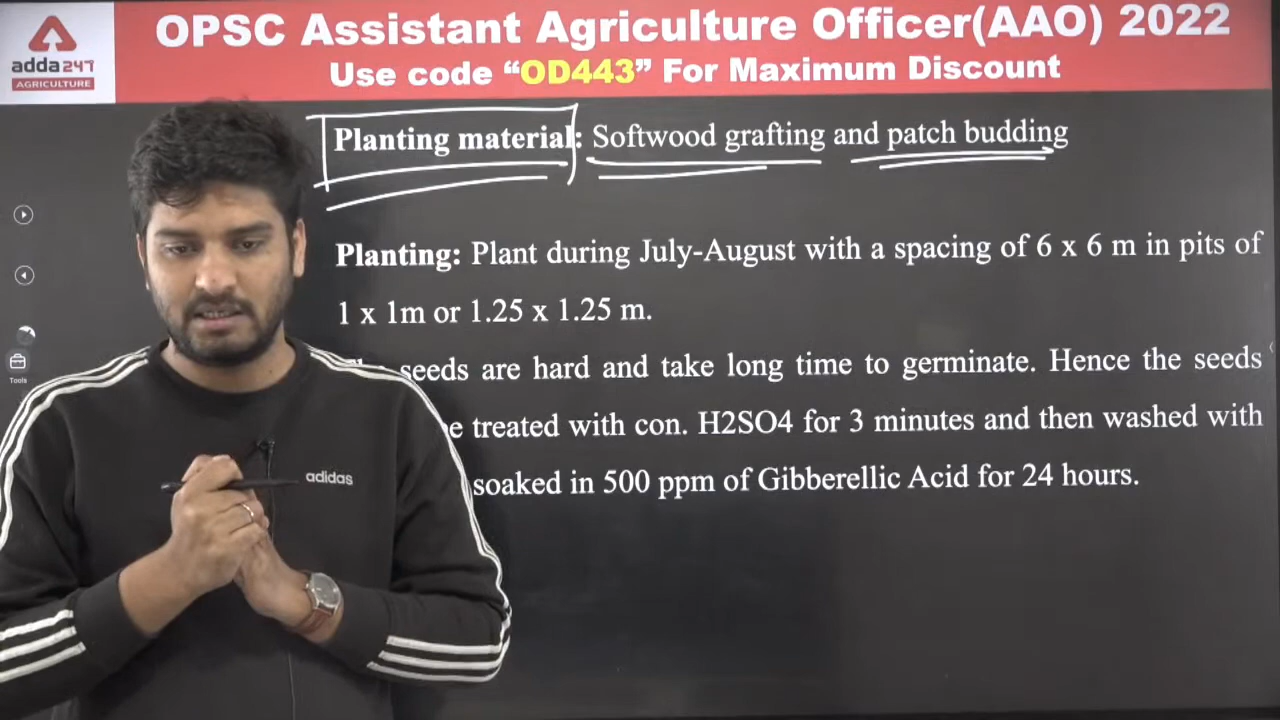 OPSC Assistant Agriculture Officer(AAO) 2022
adda247
AGRICULTURE
Use code “OD443” For Maximum Discount
Planting material: Softwood grafting and patch budding
Planting: Plant during July-August with a spacing of 6 x 6 m in pits of
1 x 1m or 1.25 x 1.25 m.
seeds are hard and take long time to germinate. Hence the seeds
treated with con. H2SO4 for 3 minutes and then washed with
soaked in 500 ppm of Gibberellic Acid for 24 hours.
Tools
adidas